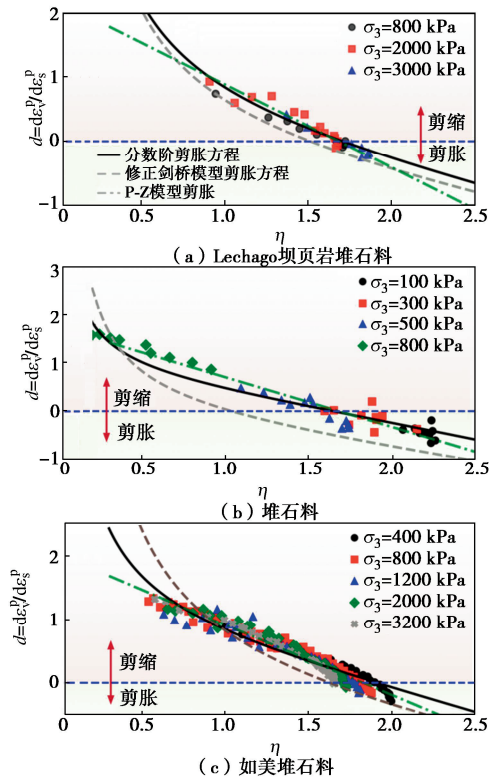 2
1
0
−1
d=dε_v^p/dε_s^p
σ₃=800 kPa
σ₃=2000 kPa
σ₃=3000 kPa
剪缩
剪胀
分数阶剪胀方程
修正剑桥模型剪胀方程
P-Z模型剪胀
0 0.5 1.0 1.5 2.0 2.5
η
(a)Lechago坝页岩堆石料
3
2
1
0
−1
d=dε_v^p/dε_s^p
σ₃=100 kPa
σ₃=300 kPa
σ₃=500 kPa
σ₃=800 kPa
剪缩
剪胀
0 0.5 1.0 1.5 2.0 2.5
η
(b)堆石料
2
1
0
d=dε_v^p/dε_s^p
σ₃=400 kPa
σ₃=800 kPa
σ₃=1200 kPa
σ₃=2000 kPa
σ₃=3200 kPa
剪缩
剪胀
0 0.5 1.0 1.5 2.0 2.5
η
(c)如美堆石料